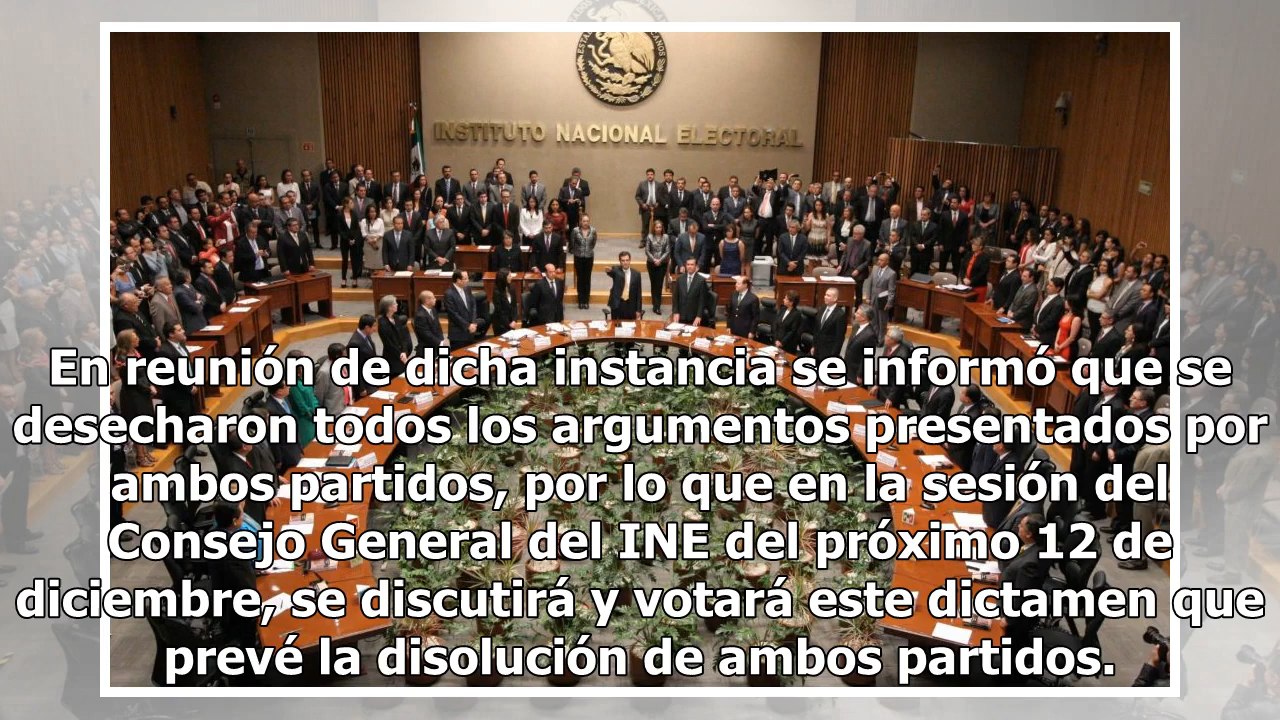 INSTITUTO NACIONAL ELECTORAL
En reunión de dicha instancia se informó que se
desecharon todos los argumentos presentados por
ambos partidos, por lo que en la sesión del
Consejo General del INE del próximo 12 de
diciembre, se discutirá y votará este dictamen que
prevé la disolución de ambos partidos.